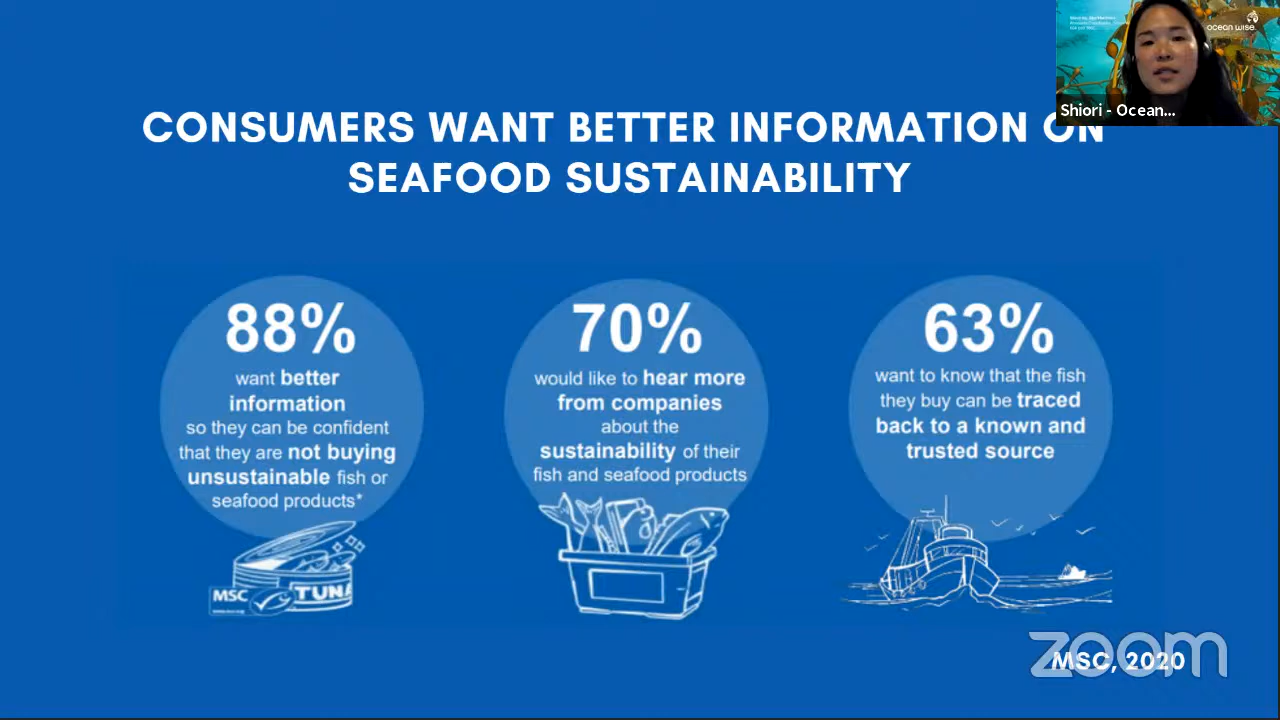 ocean wise
Shiori - Ocean...
CONSUMERS WANT BETTER INFORMATION ON
SEAFOOD SUSTAINABILITY
88%
want better
information
so they can be confident
that they are not buying
unsustainable fish or
seafood products*
MSC
TUNA
70%
would like to hear more
from companies
about the
sustainability of their
fish and seafood products
63%
want to know that the fish
they buy can be traced
back to a known and
trusted source
zoom
MSC, 2020